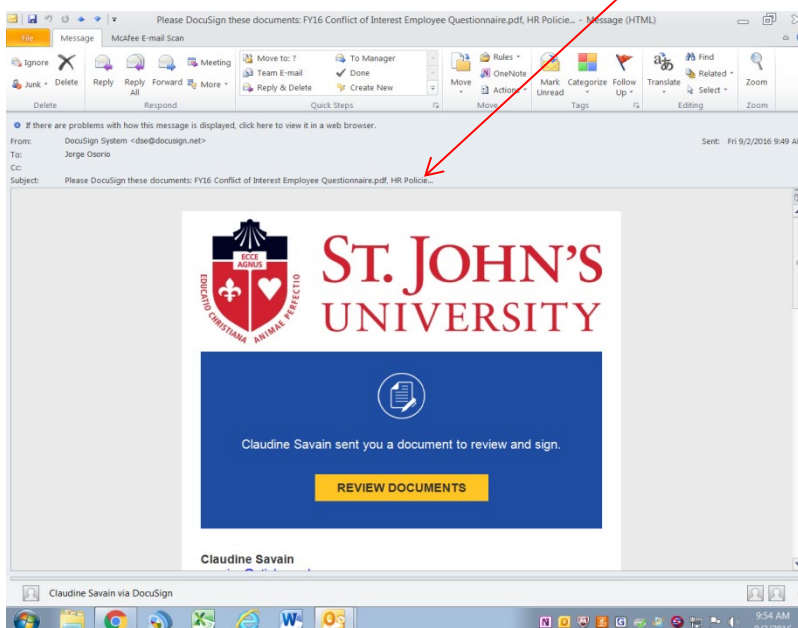 Please DocuSign these documents: FY16 Conflict of Interest Employee Questionnaire.pdf, HR Policie... - Message (HTML)
File Message McAfee E-mail Scan
Ignore Meeting Move to: ? To Manager Rules Find
Delete Reply Reply All Forward Team E-mail Done Move OneNote Mark Unread Categorize Follow Up Translate Related Zoom
Junk More Reply & Delete Create New Actions Select
Delete Respond Quick Steps Move Tags Editing Zoom
If there are problems with how this message is displayed, click here to view it in a web browser.
From: DocuSign System <dse@docusign.net> Sent: Fri 9/2/2016 9:49 AM
To: Jorge Osorio
Cc:
Subject: Please DocuSign these documents: FY16 Conflict of Interest Employee Questionnaire.pdf, HR Policie...
ECCE
AGNUS
EDUCATIO CHRISTIANA ANIMAE PERFECTIO
ST. JOHN'S
UNIVERSITY
Claudine Savain sent you a document to review and sign.
REVIEW DOCUMENTS
Claudine Savain
Claudine Savain via DocuSign
9:54 AM